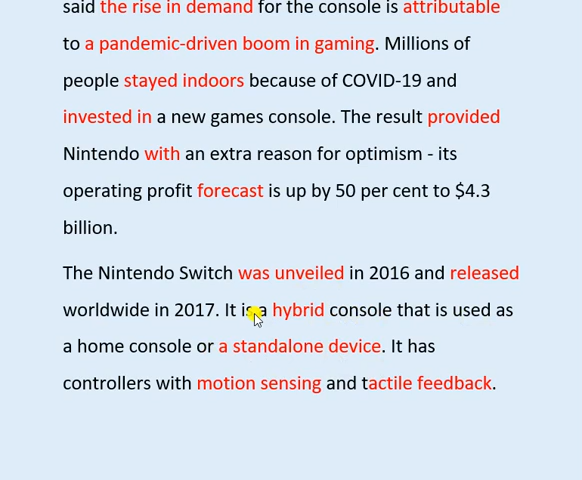 said the rise in demand for the console is attributable
to a pandemic-driven boom in gaming. Millions of
people stayed indoors because of COVID-19 and
invested in a new games console. The result provided
Nintendo with an extra reason for optimism - its
operating profit forecast is up by 50 per cent to $4.3
billion.
The Nintendo Switch was unveiled in 2016 and released
worldwide in 2017. It is a hybrid console that is used as
a home console or a standalone device. It has
controllers with motion sensing and tactile feedback.